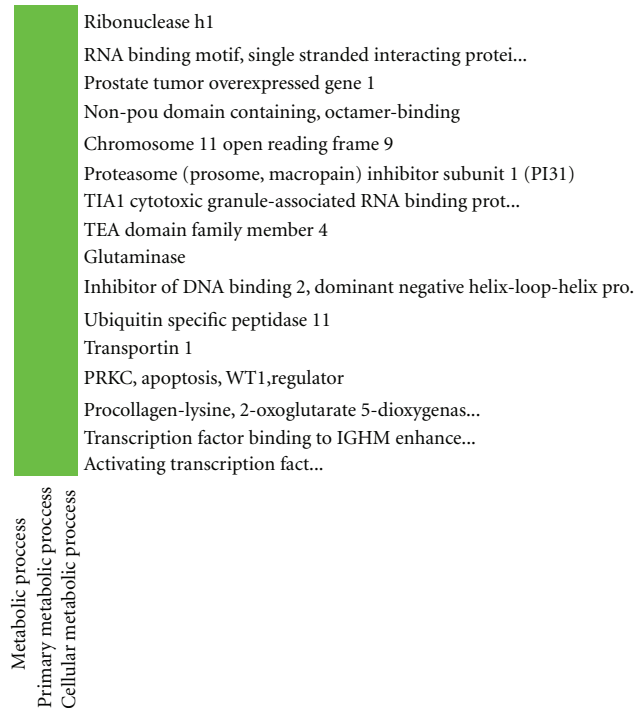 Ribonuclease h1
RNA binding motif, single stranded interacting protei...
Prostate tumor overexpressed gene 1
Non-pou domain containing, octamer-binding
Chromosome 11 open reading frame 9
Proteasome (prosome, macropain) inhibitor subunit 1 (PI31)
TIA1 cytotoxic granule-associated RNA binding prot...
TEA domain family member 4
Glutaminase
Inhibitor of DNA binding 2, dominant negative helix-loop-helix pro.
Ubiquitin specific peptidase 11
Transportin 1
PRKC, apoptosis, WT1,regulator
Procollagen-lysine, 2-oxoglutarate 5-dioxygenas...
Transcription factor binding to IGHM enhance...
Activating transcription fact...
Metabolic proccess
Primary metabolic proccess
Cellular metabolic proccess